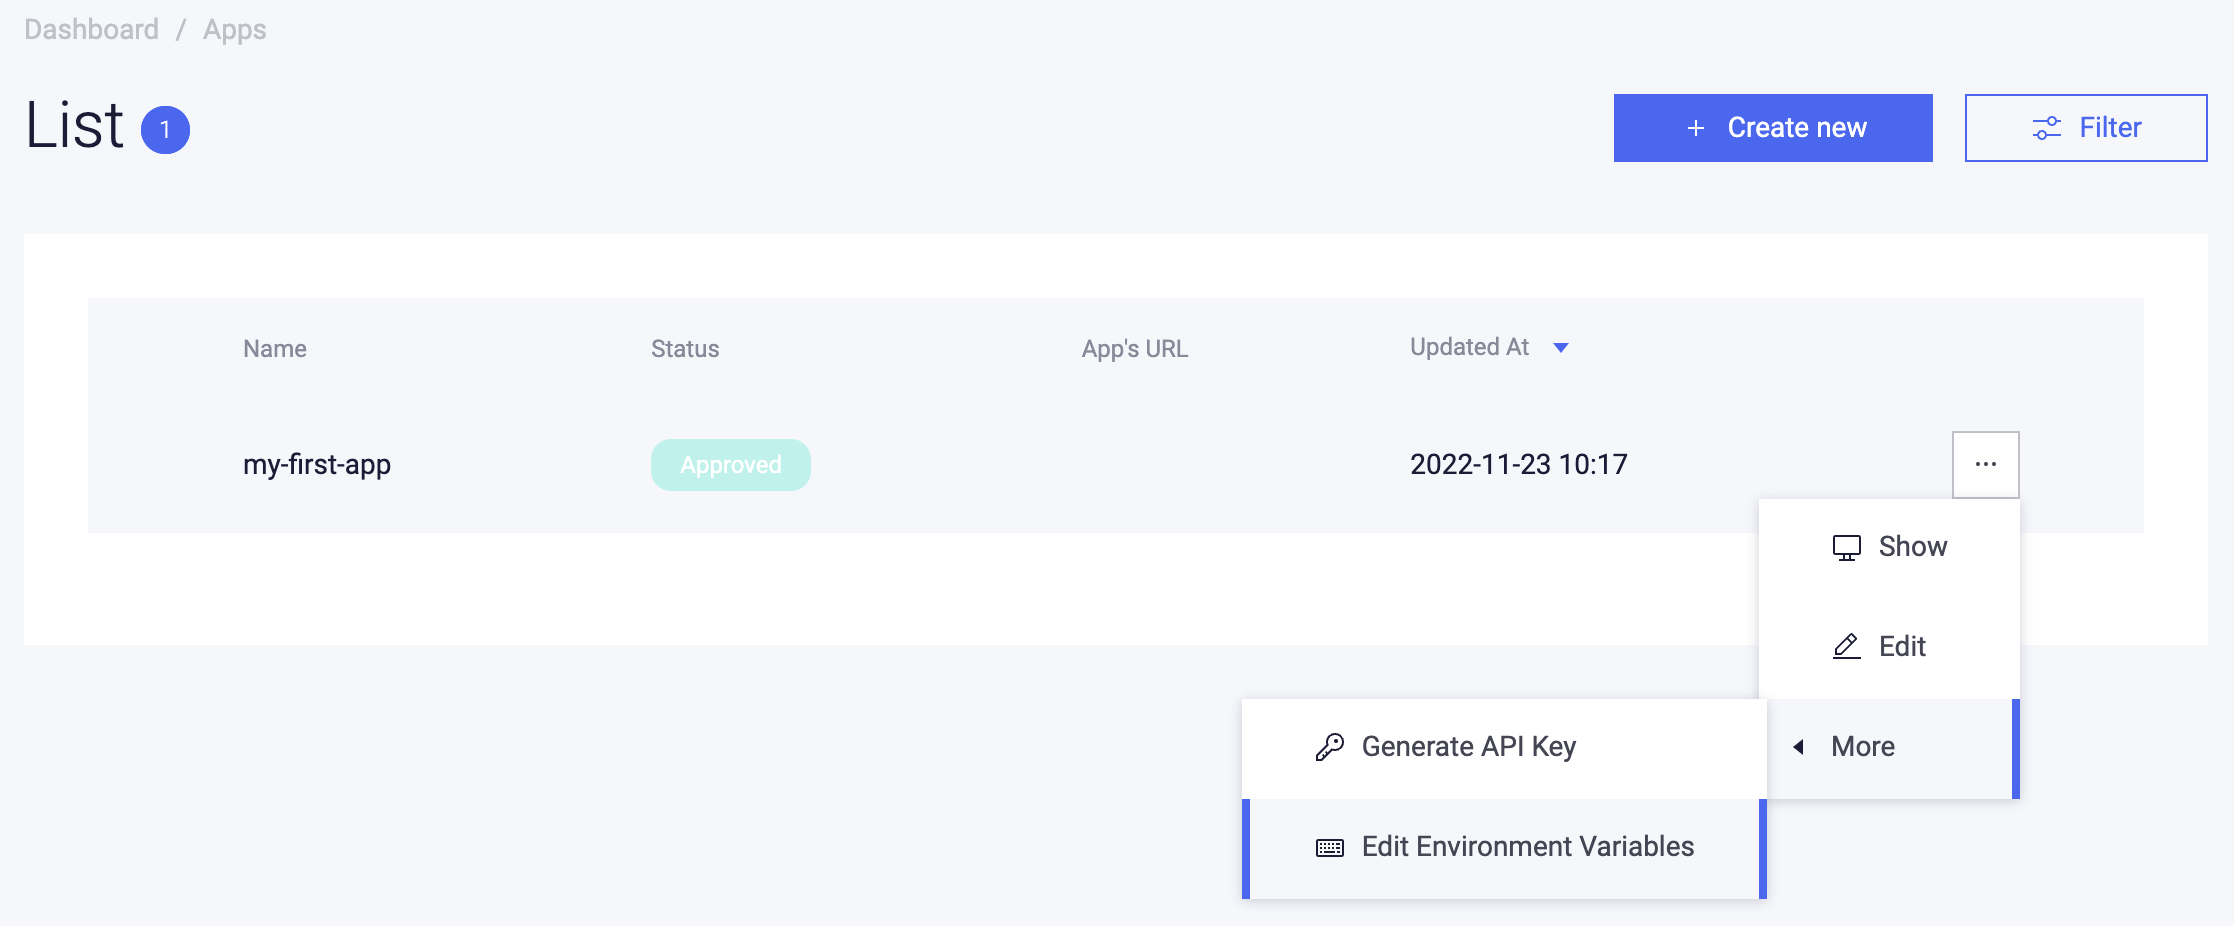 Dashboard / Apps
List 1
+ Create new
Filter
Name Status App's URL Updated At
my-first-app Approved 2022-11-23 10:17 ...
Show
Edit
More
Generate API Key
Edit Environment Variables